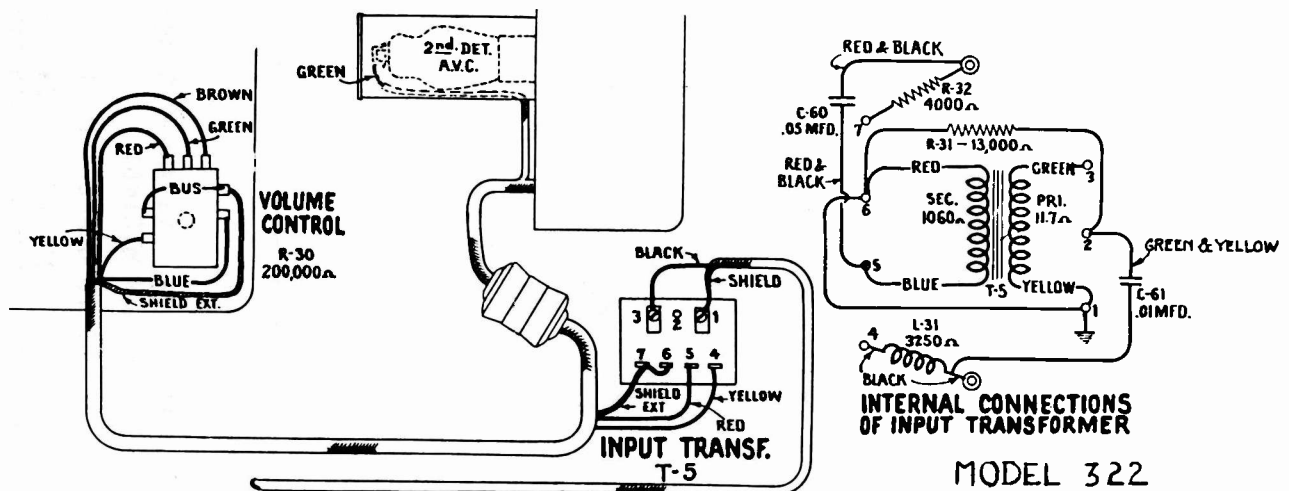 BROWN
GREEN
RED
BUS
YELLOW
BLUE
SHIELD EXT.
VOLUME
CONTROL
R-30
200,000Ω
GREEN
2nd. DET.
A.V.C.
BLACK
SHIELD
3
2
1
7
6
5
4
SHIELD
EXT
YELLOW
RED
INPUT TRANSF.
T-5
RED & BLACK
R-32
4000Ω
C-60
.05 MFD.
7
R-31-13,000Ω
RED &
BLACK
RED
GREEN
3
6
SEC.
1060Ω
PRI.
11.7Ω
2
GREEN & YELLOW
5
BLUE
T-5
YELLOW
1
C-61
.01 MFD.
4
L-31
3250Ω
BLACK
INTERNAL CONNECTIONS
OF INPUT TRANSFORMER
MODEL 322